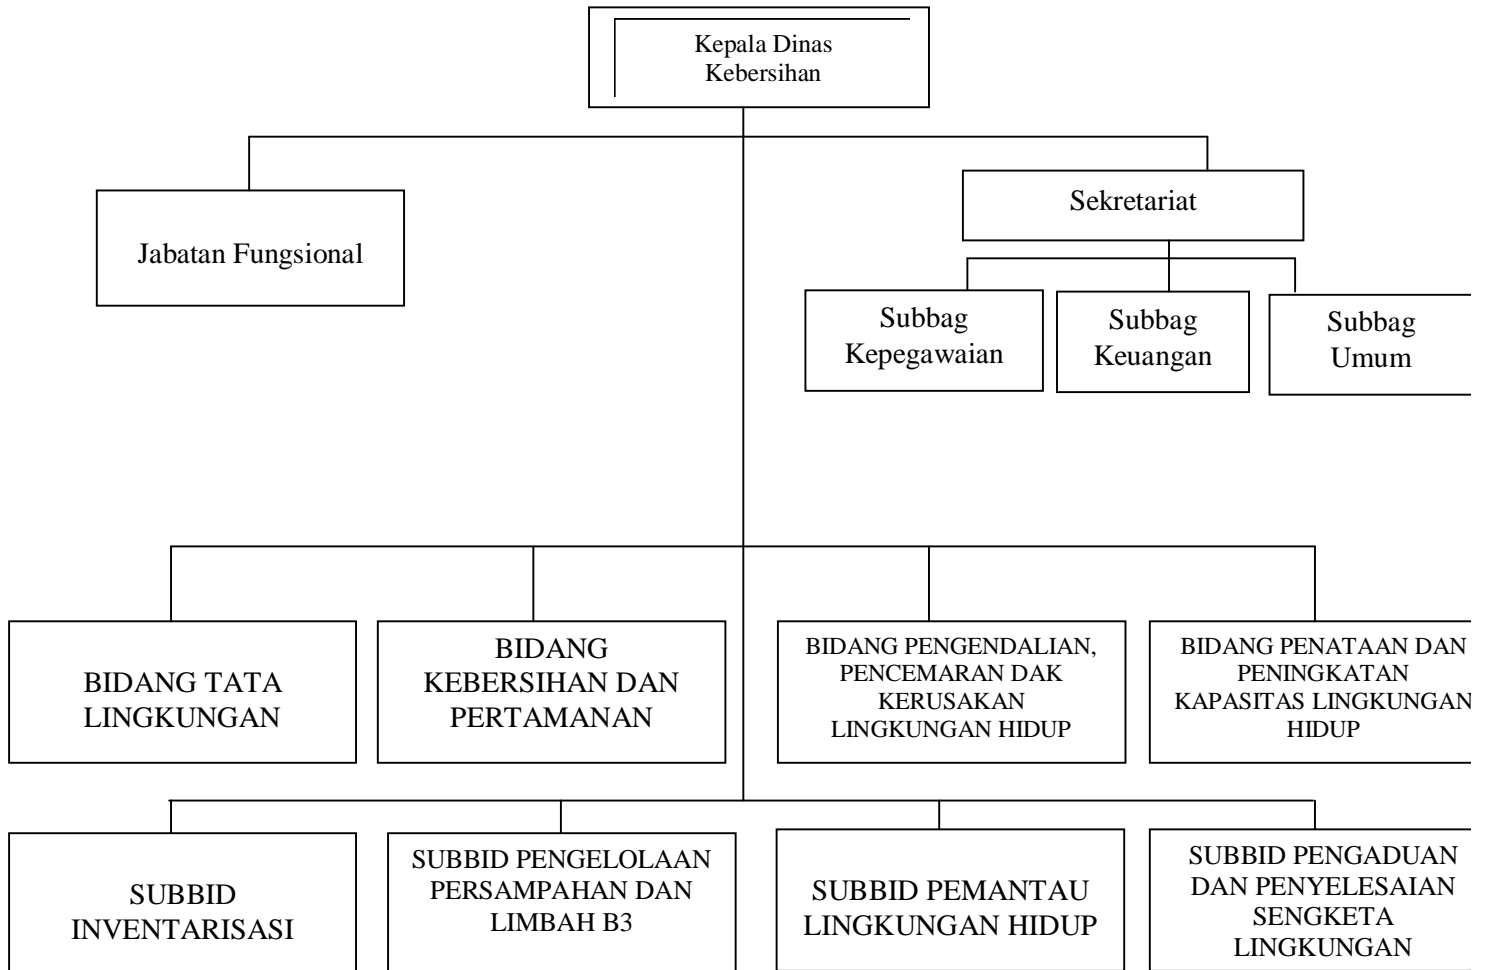 Kepala Dinas
Kebersihan
Jabatan Fungsional
Sekretariat
Subbag
Kepegawaian
Subbag
Keuangan
Subbag
Umum
BIDANG TATA
LINGKUNGAN
BIDANG
KEBERSIHAN DAN
PERTAMANAN
BIDANG PENGENDALIAN,
PENCEMARAN DAK
KERUSAKAN
LINGKUNGAN HIDUP
BIDANG PENATAAN DAN
PENINGKATAN
KAPASITAS LINGKUNGAN
HIDUP
SUBBID
INVENTARISASI
SUBBID PENGELOLAAN
PERSAMPAHAN DAN
LIMBAH B3
SUBBID PEMANTAU
LINGKUNGAN HIDUP
SUBBID PENGADUAN
DAN PENYELESAIAN
SENGKETA
LINGKUNGAN